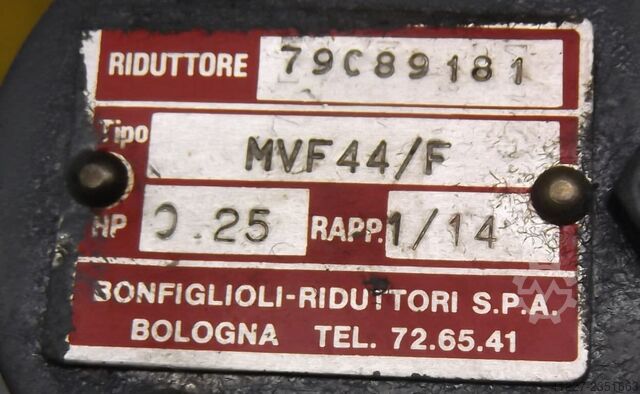 RIDUTTORE 79C89181
Tipo MVF44/F
HP 0.25 RAPP. 1/14
BONFIGLIOLI-RIDUTTORI S.P.A.
BOLOGNA TEL. 72.65.41